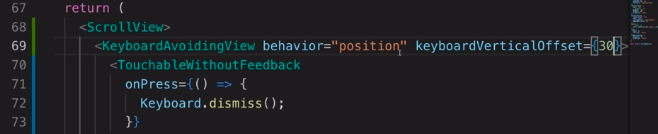 67 return (
68 <ScrollView>
69 <KeyboardAvoidingView behavior="position" keyboardVerticalOffset={30}>
70 <TouchableWithoutFeedback
71 onPress={() => {
72 Keyboard.dismiss();
73 }}